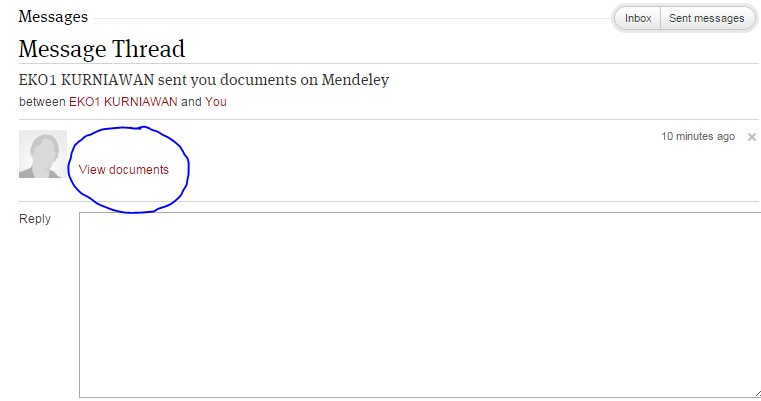 Messages
Inbox
Sent messages
Message Thread
EKO1 KURNIAWAN sent you documents on Mendeley
between EKO1 KURNIAWAN and You
10 minutes ago
View documents
Reply